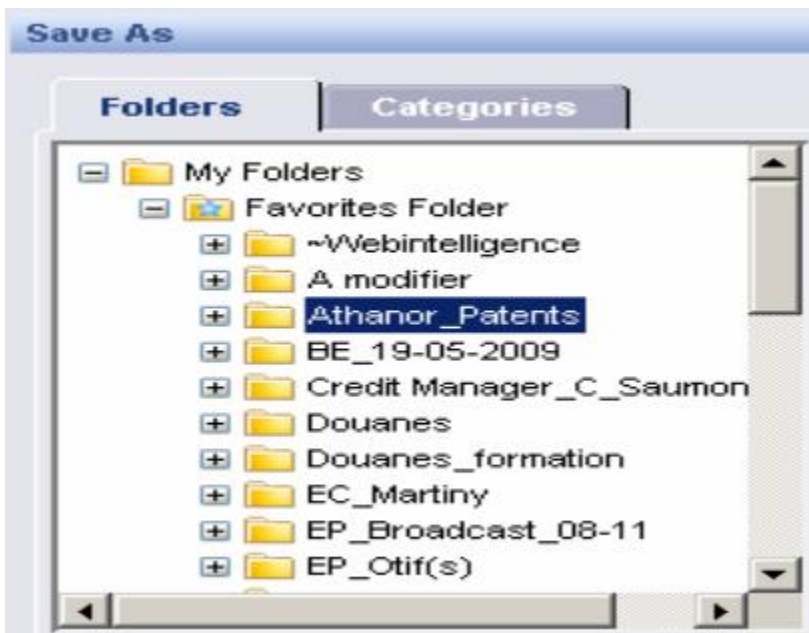 Save As
Folders Categories
My Folders
Favorites Folder
~Webintelligence
A modifier
Athanor_Patents
BE_19-05-2009
Credit Manager_C_Saumon
Douanes
Douanes_formation
EC_Martiny
EP_Broadcast_08-11
EP_Otif(s)